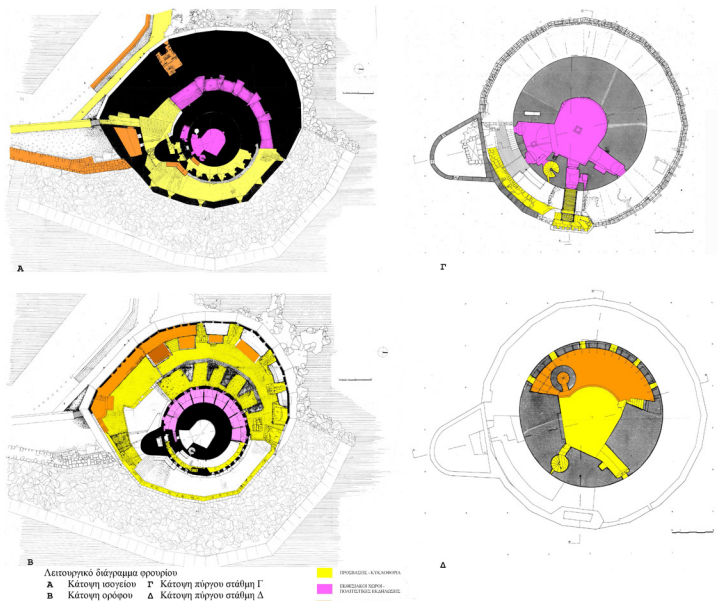 Α
Γ
Β
Δ
Λειτουργικό διάγραμμα φρουρίου
Α Κάτοψη ισογείου Γ Κάτοψη πύργου στάθμη Γ
Β Κάτοψη ορόφου Δ Κάτοψη πύργου στάθμη Δ
ΠΡΟΣΒΑΣΕΙΣ - ΚΥΚΛΟΦΟΡΙΑ
ΕΚΘΕΣΙΑΚΟΙ ΧΩΡΟΙ -
ΠΟΛΙΤΙΣΤΙΚΕΣ ΕΚΔΗΛΩΣΕΙΣ